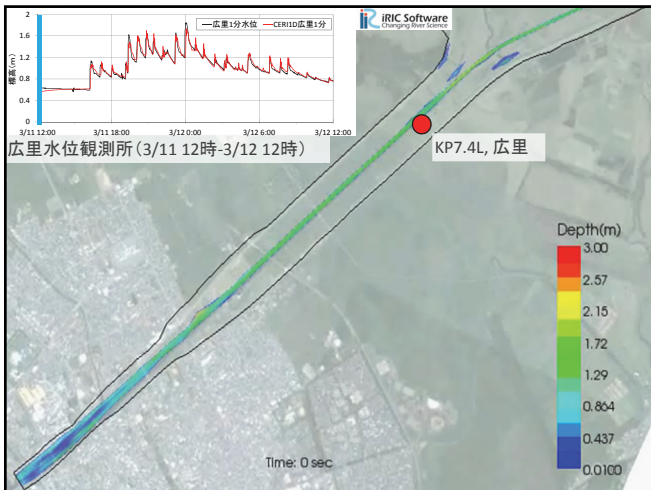 2
1.6
1.2
0.8
0.4
0
標高(m)
広里1分水位
CERI1D広里1分
3/11 12:00
3/11 18:00
3/12 0:00
3/12 6:00
3/12 12:00
広里水位観測所(3/11 12時-3/12 12時)
iRIC Software
Changing River Science
KP7.4L, 広里
Depth(m)
3.00
2.57
2.15
1.72
1.29
0.864
0.437
0.0100
Time: 0 sec